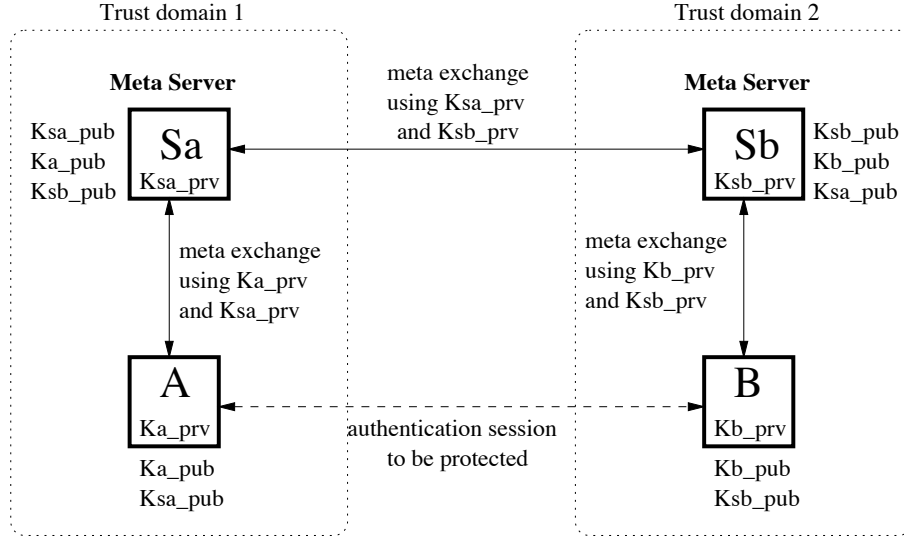 Trust domain 1
Trust domain 2
Meta Server
Meta Server
meta exchange
using Ksa_prv
and Ksb_prv
Ksa_pub
Ka_pub
Ksb_pub
Sa
Ksa_prv
Sb
Ksb_prv
Ksb_pub
Kb_pub
Ksa_pub
meta exchange
using Ka_prv
and Ksa_prv
meta exchange
using Kb_prv
and Ksb_prv
A
Ka_prv
B
Kb_prv
authentication session
to be protected
Ka_pub
Ksa_pub
Kb_pub
Ksb_pub